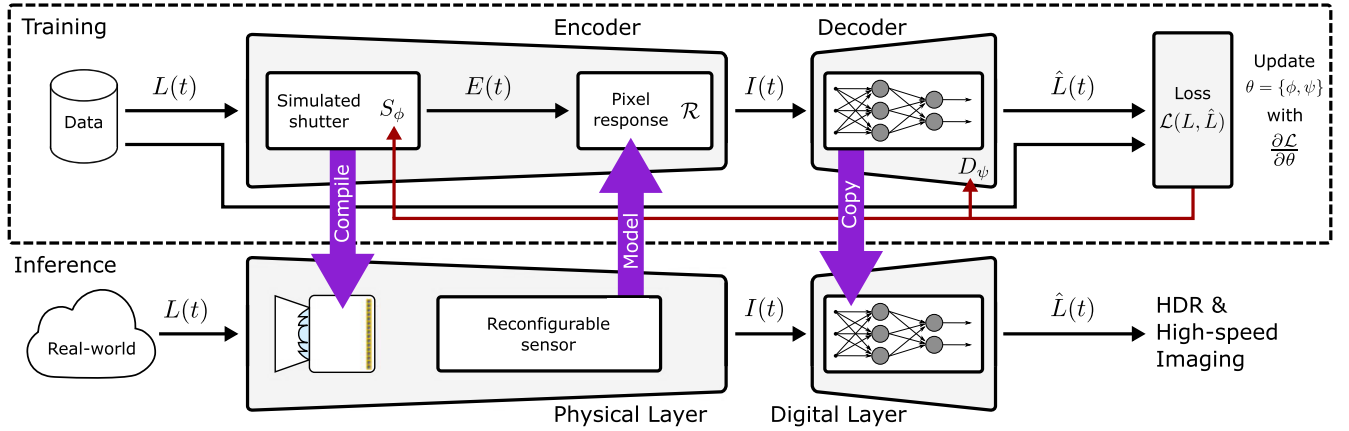 Training
Encoder
Decoder
Data
L(t)
Simulated
shutter
S_ϕ
E(t)
Pixel
response
ℛ
I(t)
D_ψ
L̂(t)
Loss
ℒ(L, L̂)
Update
θ = {ϕ, ψ}
with
∂ℒ/∂θ
Compile
Model
Copy
Inference
Real-world
L(t)
Reconfigurable
sensor
I(t)
L̂(t)
HDR &
High-speed
Imaging
Physical Layer
Digital Layer